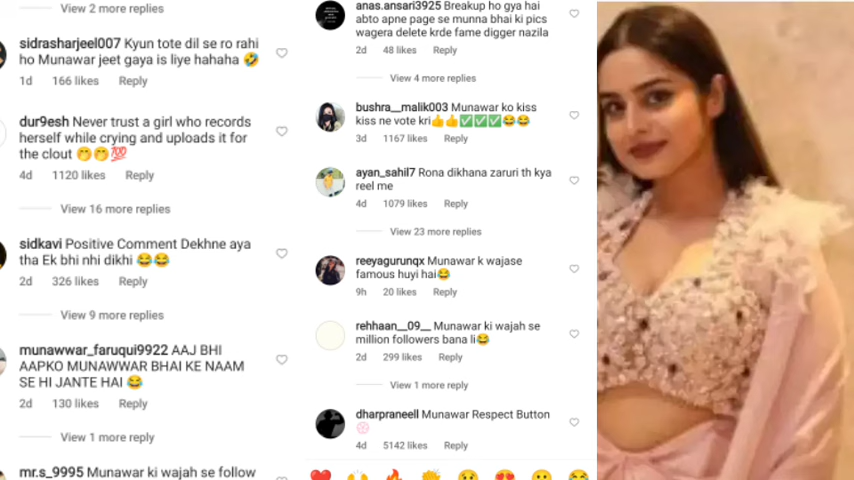 View 2 more replies
sidrasharjeel007 Kyun tote dil se ro rahi
ho Munawar jeet gaya is liye hahaha 🤣
1d 166 likes Reply
dur9esh Never trust a girl who records
herself while crying and uploads it for
the clout 🤭🤭💯
4d 1120 likes Reply
View 16 more replies
sidkavi Positive Comment Dekhne aya
tha Ek bhi nhi dikhi 😂😂
2d 326 likes Reply
View 9 more replies
munawwar_faruqui9922 AAJ BHI
AAPKO MUNAWWAR BHAI KE NAAM
SE HI JANTE HAI 😂
2d 130 likes Reply
View 1 more reply
mr.s_9995 Munawar ki wajah se follow
anas.ansari3925 Breakup ho gya hai
abto apne page se munna bhai ki pics
wagera delete krde fame digger nazila
2d 48 likes Reply
View 4 more replies
bushra__malik003 Munawar ko kiss
kiss ne vote kri👍👍✅✅✅😂😂
3d 1167 likes Reply
ayan_sahil7 Rona dikhana zaruri th kya
reel me
4d 1079 likes Reply
View 23 more replies
reeyagurunqx Munawar k wajase
famous huyi hai😂
9h 20 likes Reply
rehhaan__09__ Munawar ki wajah se
million followers bana li😂
2d 299 likes Reply
View 1 more reply
dharpraneell Munawar Respect Button
💮
4d 5142 likes Reply